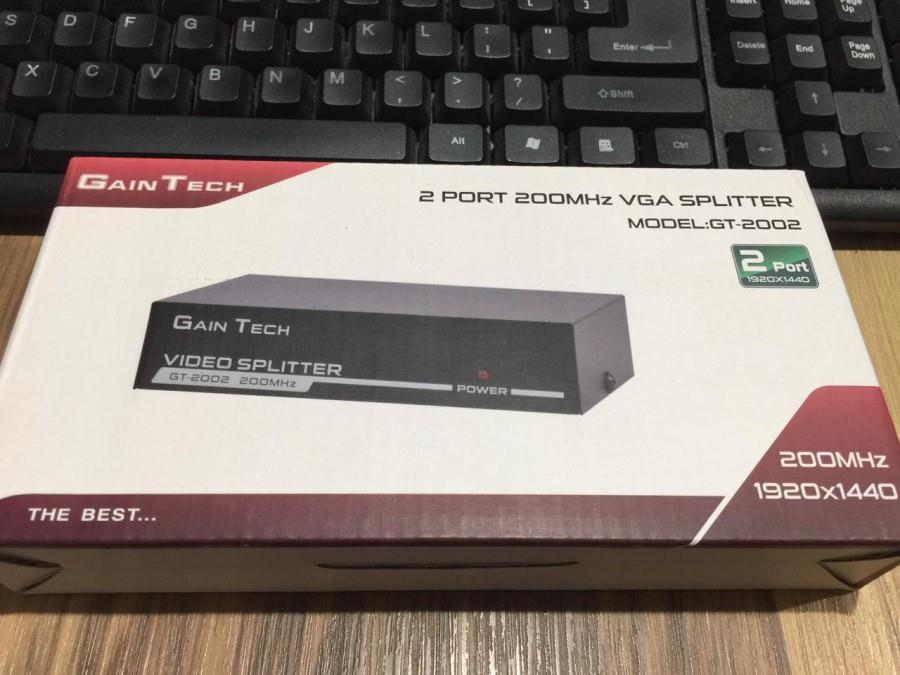 Insert Home Page Up
S D F G H J K L : ; " ' Enter Delete End Page Down
X C V B N M < , > . ? / Shift
Alt Ctrl
GAIN TECH
2 PORT 200MHz VGA SPLITTER
MODEL:GT-2002
2 Port
1920X1440
GAIN TECH
VIDEO SPLITTER
GT-2002 200MHz
POWER
200MHz
1920x1440
THE BEST...